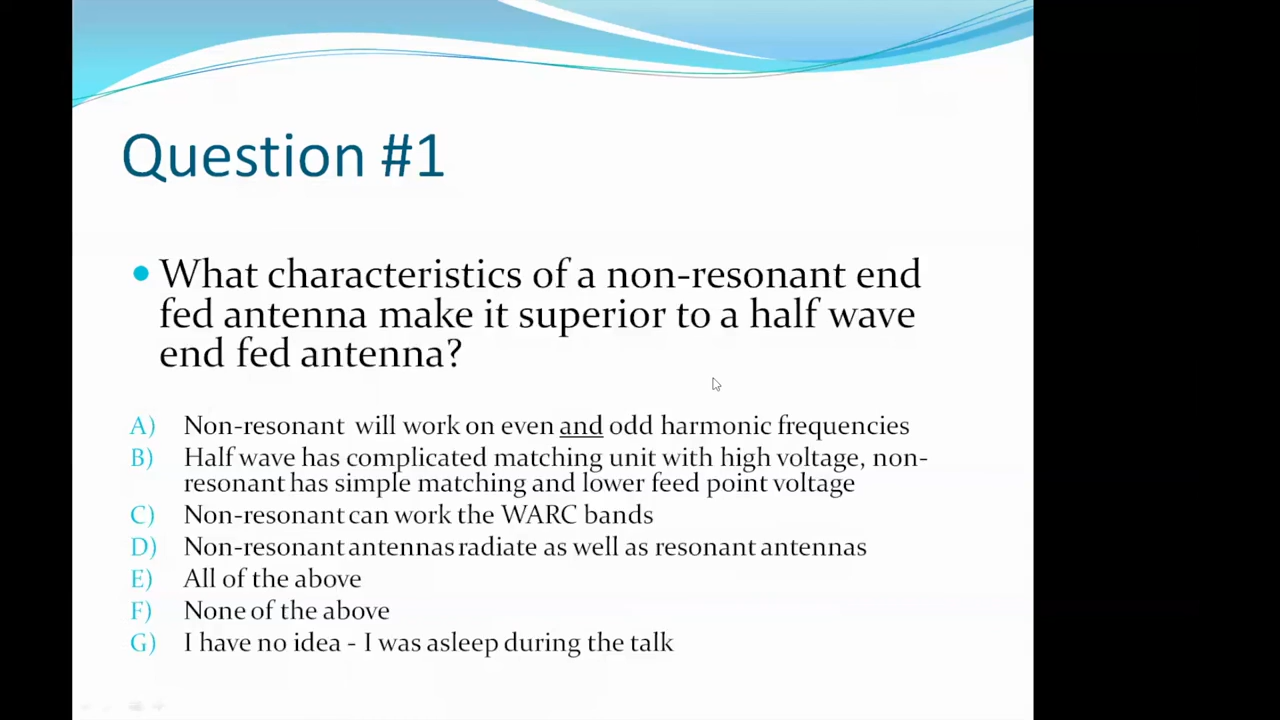 Question #1
• What characteristics of a non-resonant end
fed antenna make it superior to a half wave
end fed antenna?
A) Non-resonant will work on even and odd harmonic frequencies
B) Half wave has complicated matching unit with high voltage, non-
resonant has simple matching and lower feed point voltage
C) Non-resonant can work the WARC bands
D) Non-resonant antennas radiate as well as resonant antennas
E) All of the above
F) None of the above
G) I have no idea - I was asleep during the talk